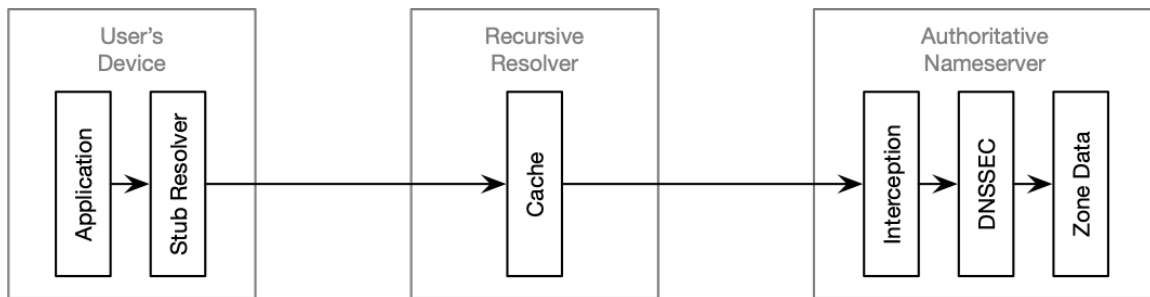 User's
Device
Application
Stub Resolver
Recursive
Resolver
Cache
Authoritative
Nameserver
Interception
DNSSEC
Zone Data